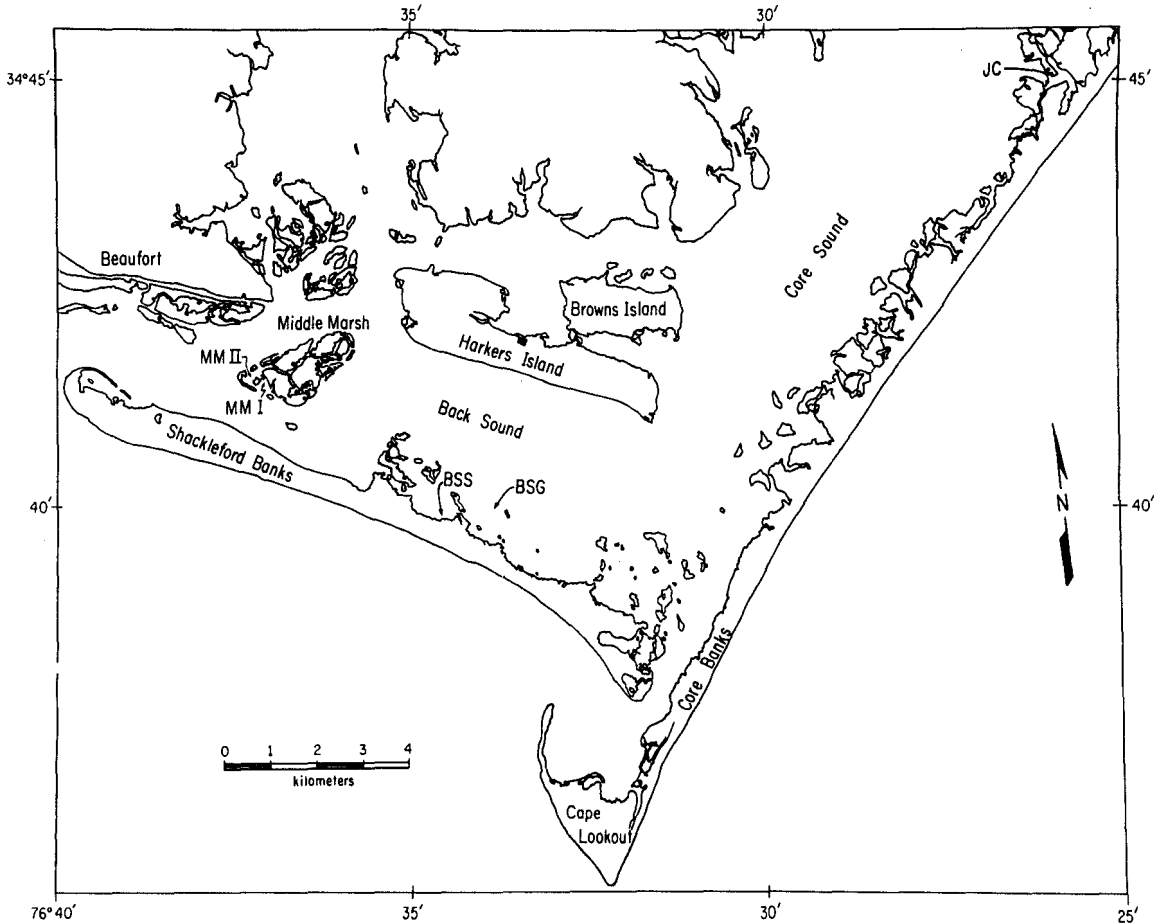 35′
30′
34°45′
JC
45′
Core Sound
Beaufort
Middle Marsh
Browns Island
Harkers Island
MM II
MM I
Back Sound
Shackleford Banks
BSS
BSG
40′
40′
N
Core Banks
0 1 2 3 4
kilometers
Cape
Lookout
76°40′
35′
30′
25′